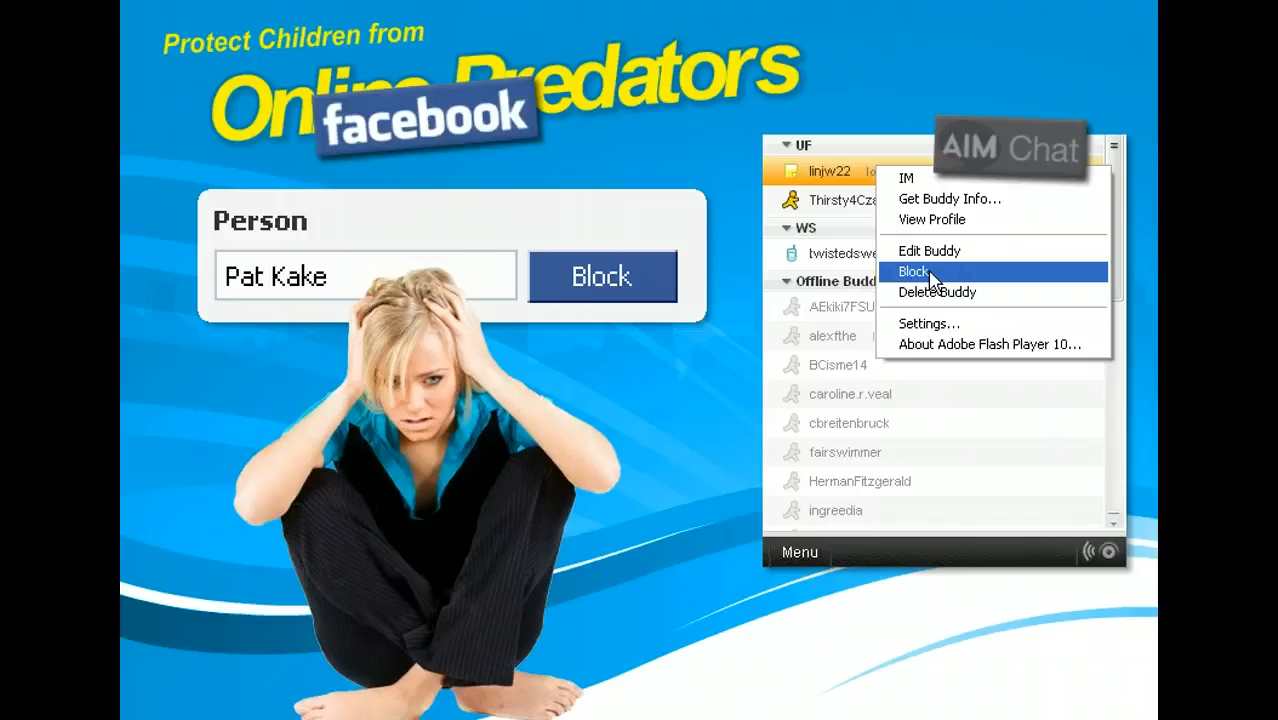 Protect Children from
Online Predators
facebook
Person
Pat Kake
Block
AIM Chat
UF
linjw22
IM
Thirsty4Cza
Get Buddy Info...
View Profile
WS
twistedswe
Edit Buddy
Block
Offline Budd
Delete Buddy
AEkiki7FSU
Settings...
alexfthe
About Adobe Flash Player 10...
BCisme14
caroline.r.veal
cbreitenbruck
fairswimmer
HermanFitzgerald
ingreedia
Menu